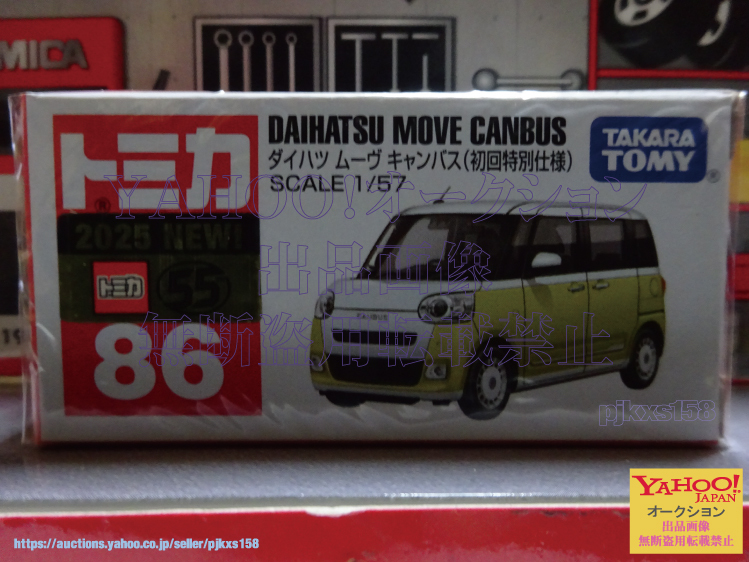 OMICA
トミカ
DAIHATSU MOVE CANBUS
ダイハツ ムーヴ キャンバス(初回特別仕様)
SCALE 1/57
TAKARA
TOMY
2025 NEW!
トミカ
55
86
CANBUS
YAHOO!オークション
出品画像
無断盗用転載禁止
pjkxs158
YAHOO!
JAPAN
オークション
出品画像
無断盗用転載禁止
https://auctions.yahoo.co.jp/seller/pjkxs158